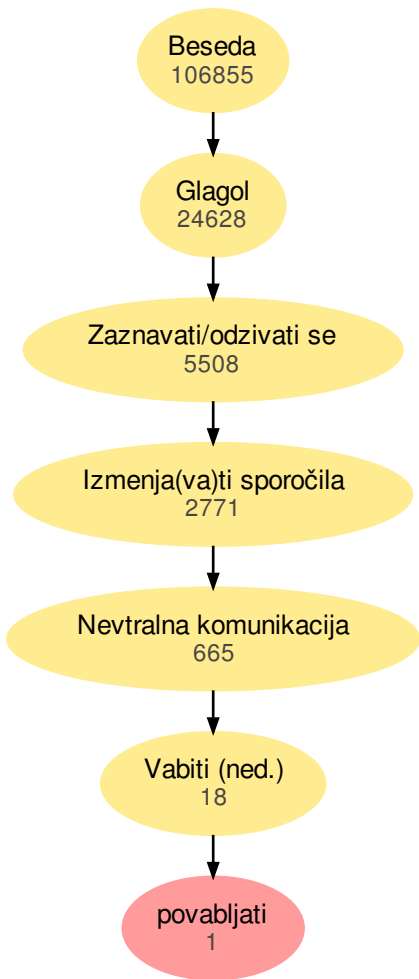 Beseda
106855
Glagol
24628
Zaznavati/odzivati se
5508
Izmenja(va)ti sporočila
2771
Nevtralna komunikacija
665
Vabiti (ned.)
18
povabljati
1